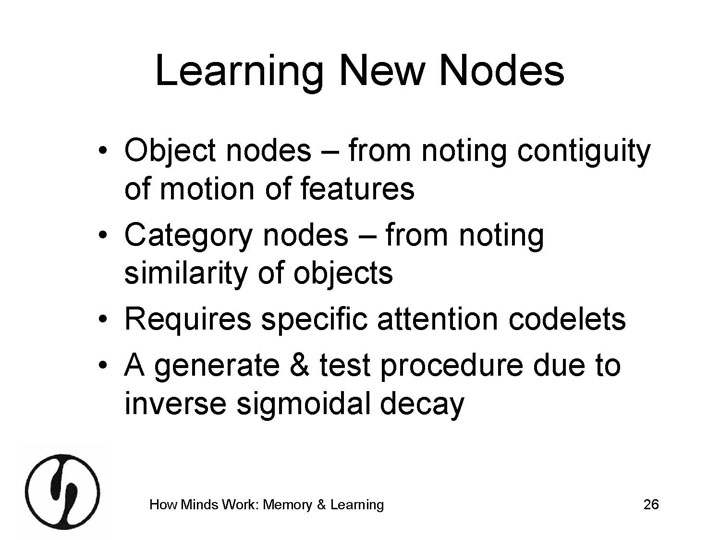 Learning New Nodes
• Object nodes – from noting contiguity
of motion of features
• Category nodes – from noting
similarity of objects
• Requires specific attention codelets
• A generate & test procedure due to
inverse sigmoidal decay
How Minds Work: Memory & Learning
26